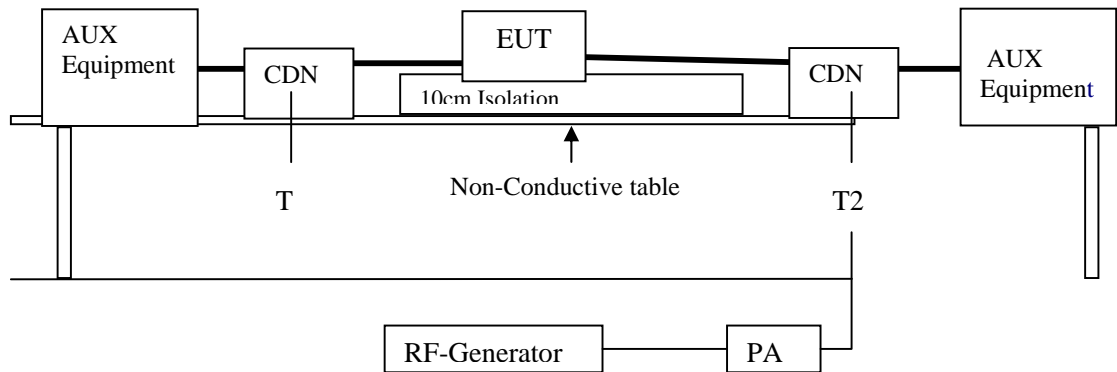 AUX
Equipment
CDN
EUT
10cm Isolation
CDN
AUX
Equipment
T
Non-Conductive table
T2
RF-Generator
PA